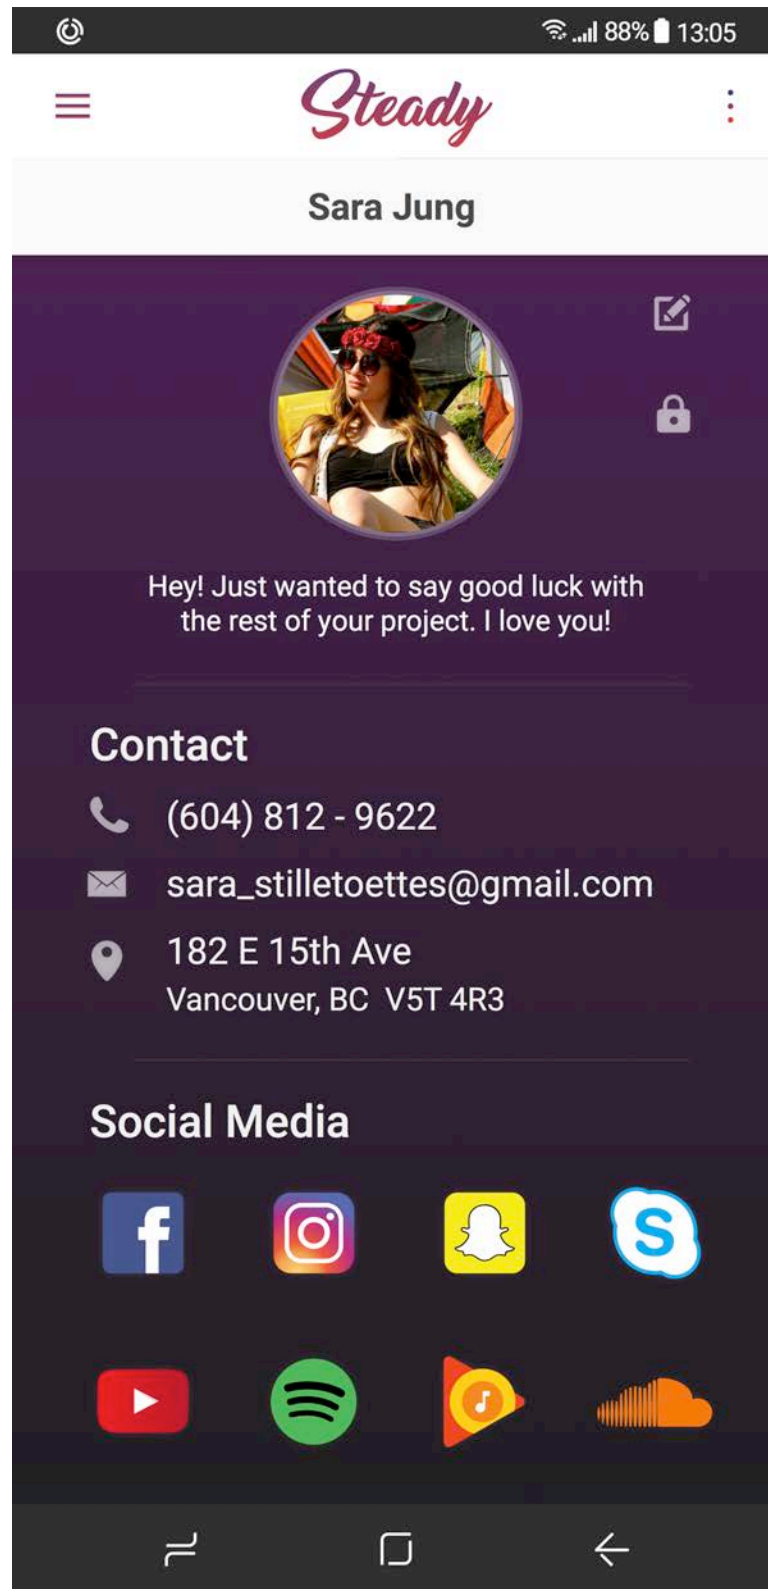 88% 13:05
Steady
Sara Jung
Hey! Just wanted to say good luck with
the rest of your project. I love you!
Contact
(604) 812 - 9622
sara_stilletoettes@gmail.com
182 E 15th Ave
Vancouver, BC V5T 4R3
Social Media
f
S